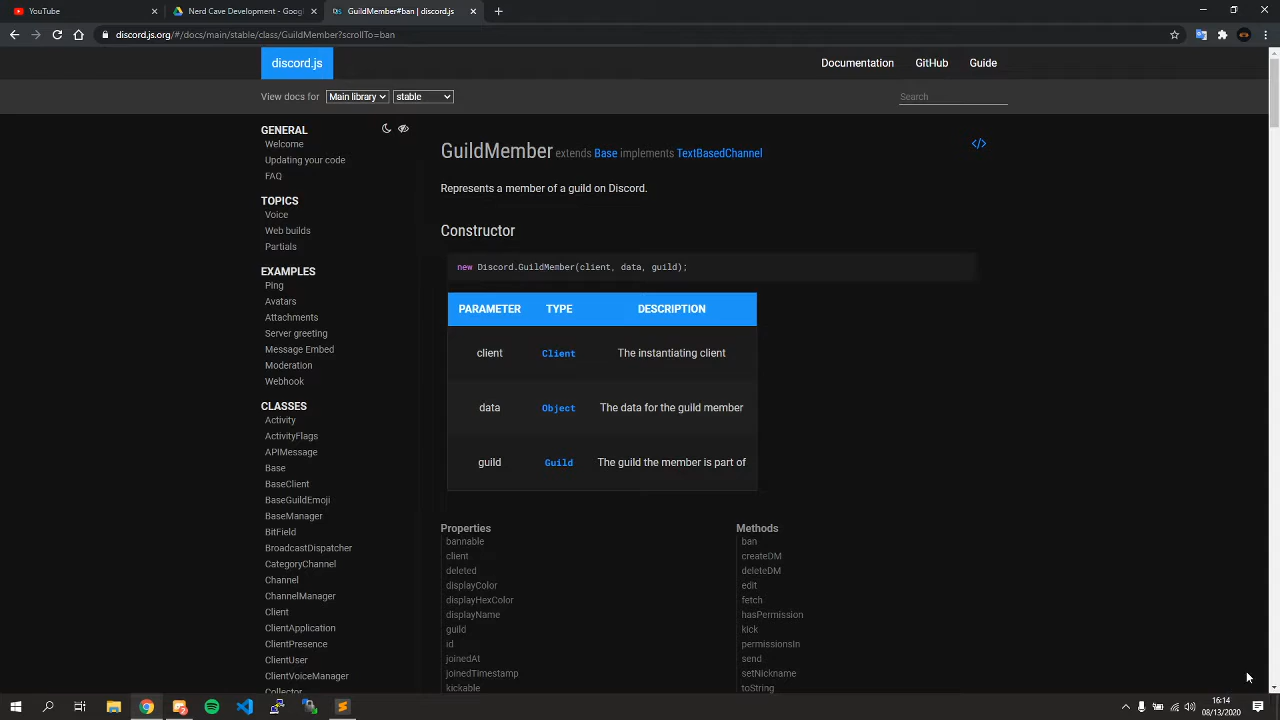 YouTube
Nerd Cave Development - Googl
GuildMember#ban | discord.js
discord.js.org/#/docs/main/stable/class/GuildMember?scrollTo=ban
discord.js
Documentation
GitHub
Guide
View docs for
Main library
stable
Search
GENERAL
Welcome
Updating your code
FAQ
TOPICS
Voice
Web builds
Partials
EXAMPLES
Ping
Avatars
Attachments
Server greeting
Message Embed
Moderation
Webhook
CLASSES
Activity
ActivityFlags
APIMessage
Base
BaseClient
BaseGuildEmoji
BaseManager
BitField
BroadcastDispatcher
CategoryChannel
Channel
ChannelManager
Client
ClientApplication
ClientPresence
ClientUser
ClientVoiceManager
Collector
GuildMember extends Base implements TextBasedChannel
</>
Represents a member of a guild on Discord.
Constructor
new Discord.GuildMember(client, data, guild);
PARAMETER TYPE DESCRIPTION
client Client The instantiating client
data Object The data for the guild member
guild Guild The guild the member is part of
Properties
bannable
client
deleted
displayColor
displayHexColor
displayName
guild
id
joinedAt
joinedTimestamp
kickable
Methods
ban
createDM
deleteDM
edit
fetch
hasPermission
kick
permissionsIn
send
setNickname
toString
16:14
08/13/2020